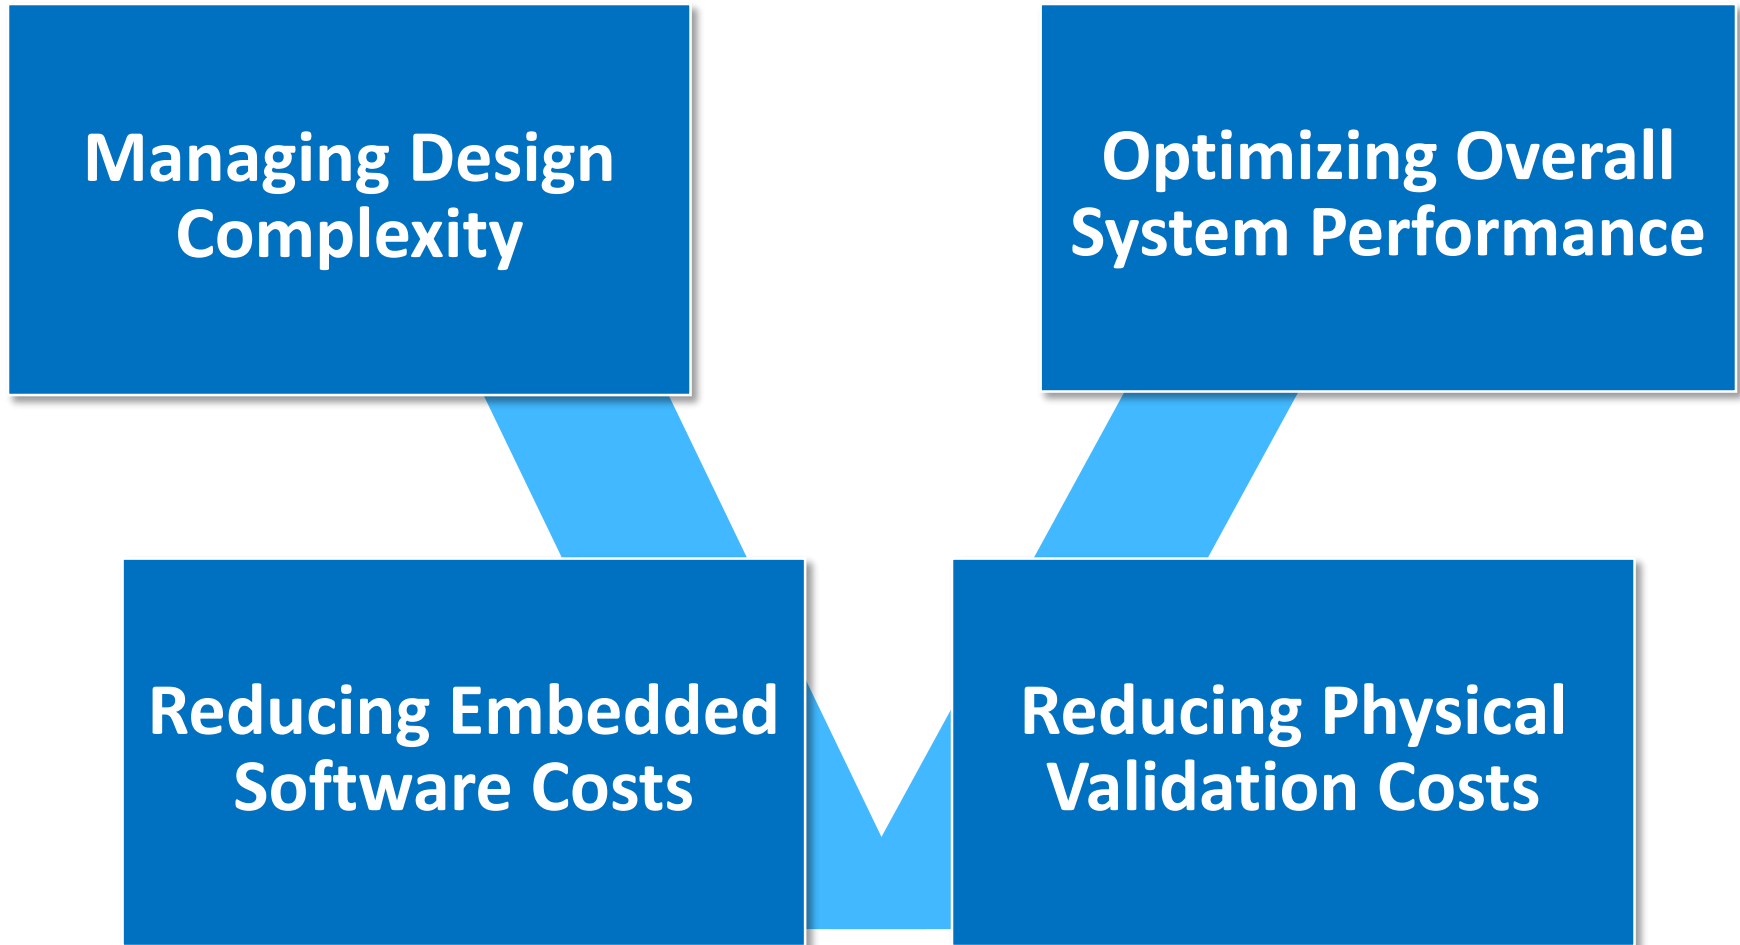 Managing Design
Complexity
Optimizing Overall
System Performance
Reducing Embedded
Software Costs
Reducing Physical
Validation Costs